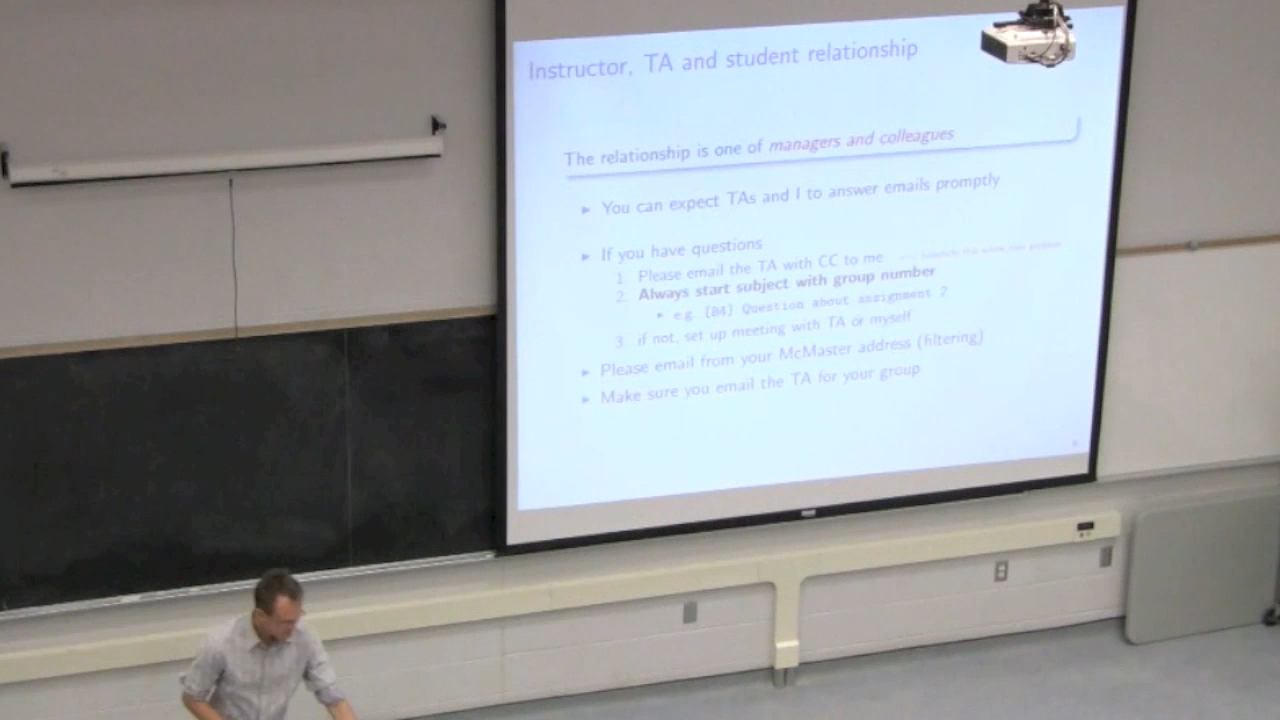 Instructor, TA and student relationship
The relationship is one of managers and colleagues
▶ You can expect TAs and I to answer emails promptly
▶ If you have questions
1. Please email the TA with CC to me
2. Always start subject with group number
▶ e.g. [B4] Question about assignment 2
3. if not, set up meeting with TA or myself
▶ Please email from your McMaster address (filtering)
▶ Make sure you email the TA for your group